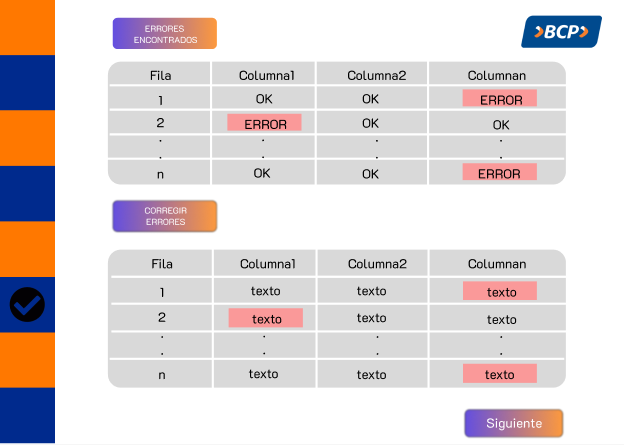 ERRORES
ENCONTRADOS
BCP
Fila Columna1 Columna2 Columnan
1 OK OK ERROR
2 ERROR OK OK
. . . .
. . . .
n OK OK ERROR
CORREGIR
ERRORES
Fila Columna1 Columna2 Columnan
1 texto texto texto
2 texto texto texto
. . . .
. . . .
n texto texto texto
Siguiente